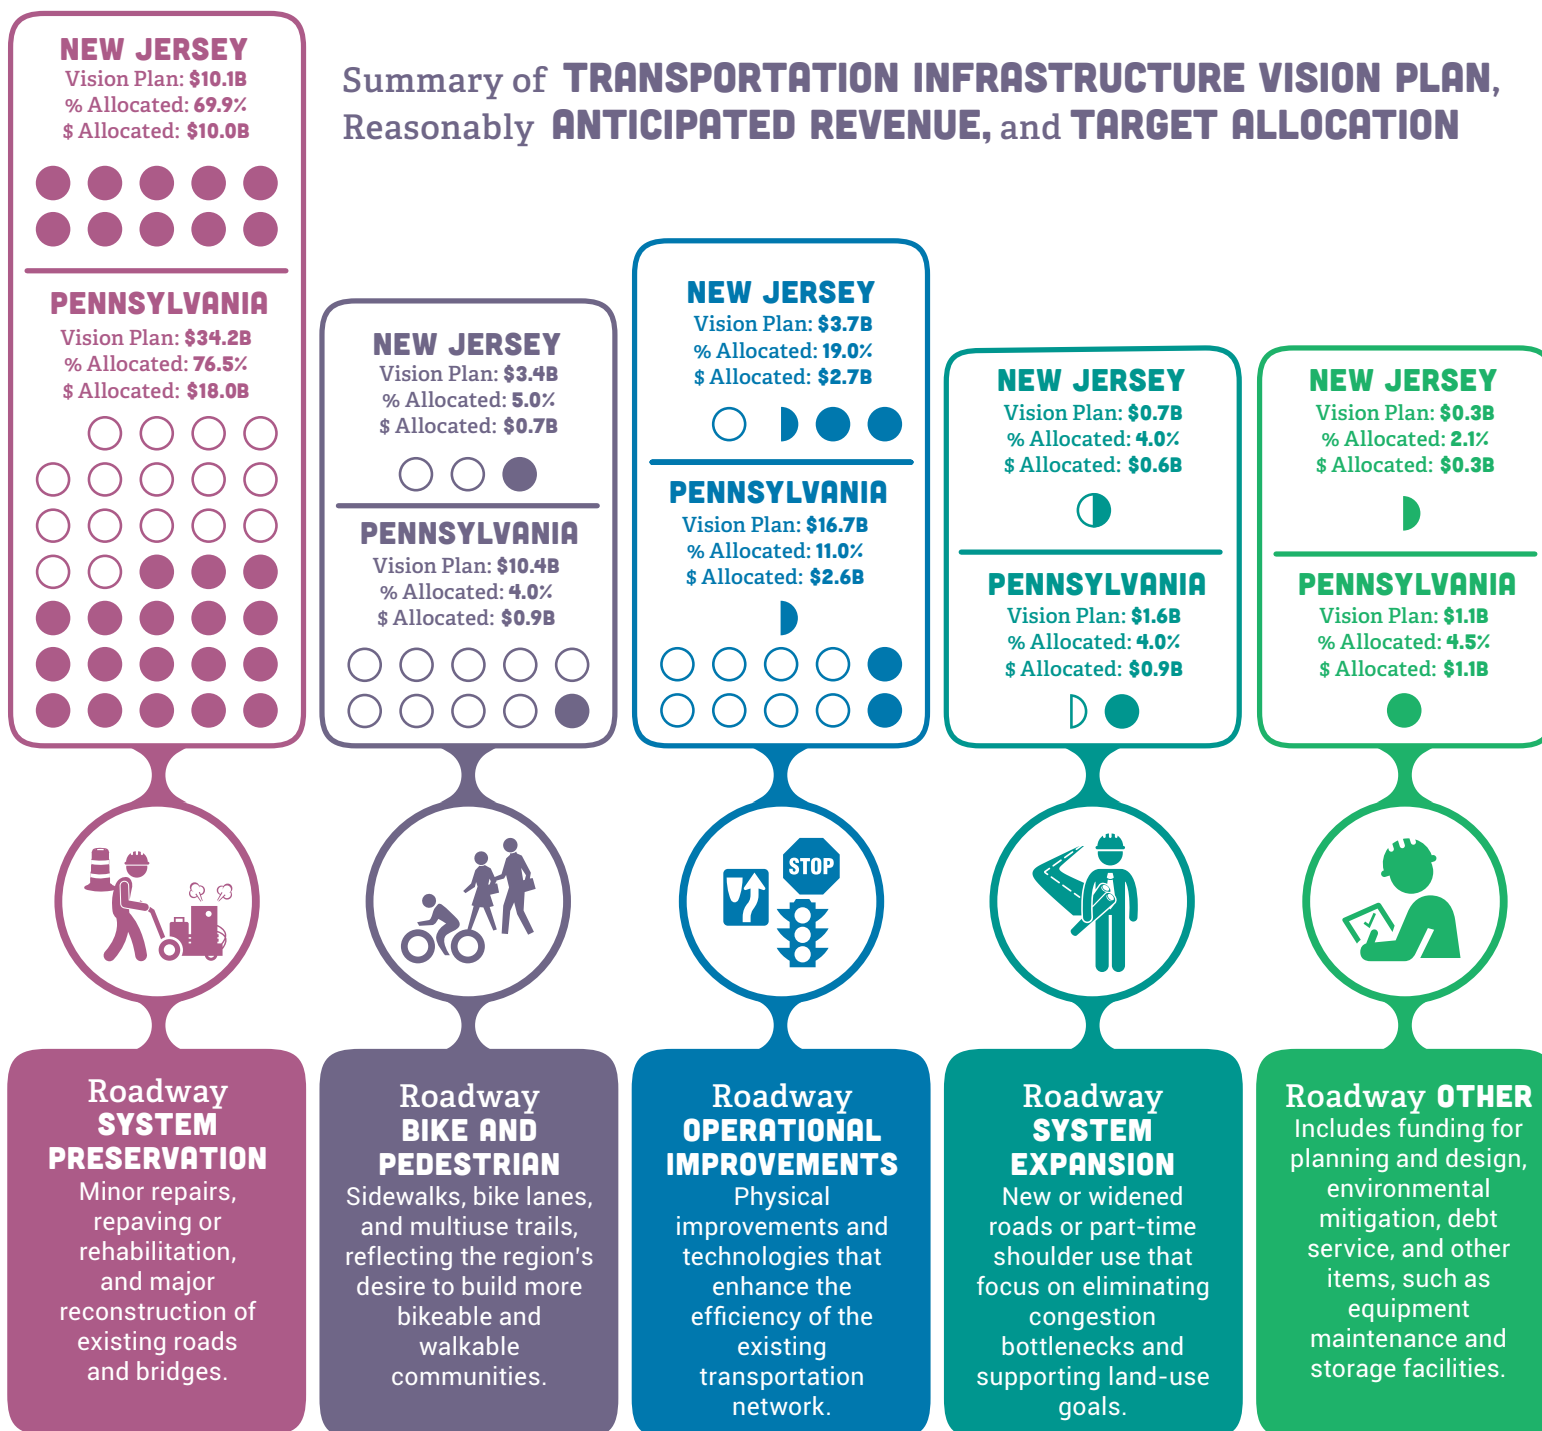 Summary of TRANSPORTATION INFRASTRUCTURE VISION PLAN,
Reasonably ANTICIPATED REVENUE, and TARGET ALLOCATION
NEW JERSEY
Vision Plan: $10.1B
% Allocated: 69.9%
$ Allocated: $10.0B
PENNSYLVANIA
Vision Plan: $34.2B
% Allocated: 76.5%
$ Allocated: $18.0B
Roadway
SYSTEM
PRESERVATION
Minor repairs,
repaving or
rehabilitation,
and major
reconstruction of
existing roads
and bridges.
NEW JERSEY
Vision Plan: $3.4B
% Allocated: 5.0%
$ Allocated: $0.7B
PENNSYLVANIA
Vision Plan: $10.4B
% Allocated: 4.0%
$ Allocated: $0.9B
Roadway
BIKE AND
PEDESTRIAN
Sidewalks, bike lanes,
and multiuse trails,
reflecting the region's
desire to build more
bikeable and
walkable
communities.
NEW JERSEY
Vision Plan: $3.7B
% Allocated: 19.0%
$ Allocated: $2.7B
PENNSYLVANIA
Vision Plan: $16.7B
% Allocated: 11.0%
$ Allocated: $2.6B
STOP
Roadway
OPERATIONAL
IMPROVEMENTS
Physical
improvements and
technologies that
enhance the
efficiency of the
existing
transportation
network.
NEW JERSEY
Vision Plan: $0.7B
% Allocated: 4.0%
$ Allocated: $0.6B
PENNSYLVANIA
Vision Plan: $1.6B
% Allocated: 4.0%
$ Allocated: $0.9B
Roadway
SYSTEM
EXPANSION
New or widened
roads or part-time
shoulder use that
focus on eliminating
congestion
bottlenecks and
supporting land-use
goals.
NEW JERSEY
Vision Plan: $0.3B
% Allocated: 2.1%
$ Allocated: $0.3B
PENNSYLVANIA
Vision Plan: $1.1B
% Allocated: 4.5%
$ Allocated: $1.1B
Roadway OTHER
Includes funding for
planning and design,
environmental
mitigation, debt
service, and other
items, such as
equipment
maintenance and
storage facilities.